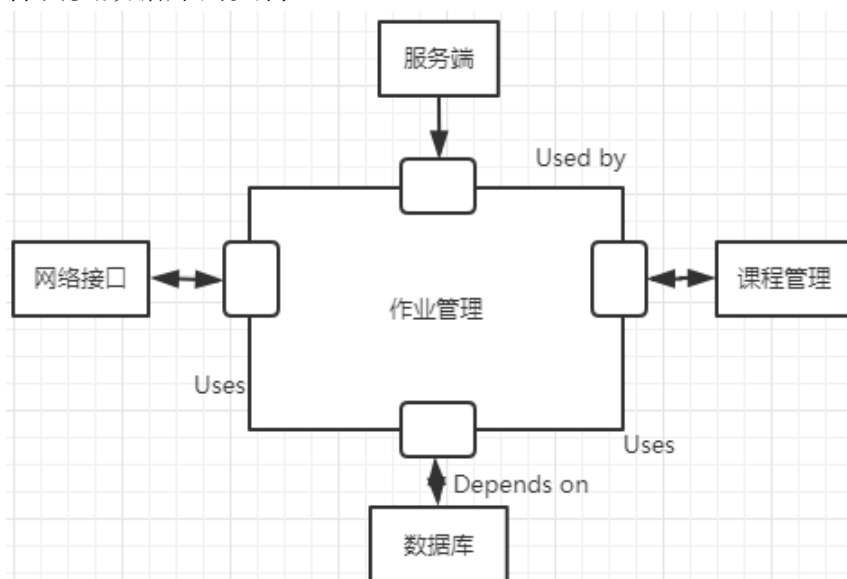 服务端
Used by
网络接口
课程管理
作业管理
Uses
Uses
Depends on
数据库